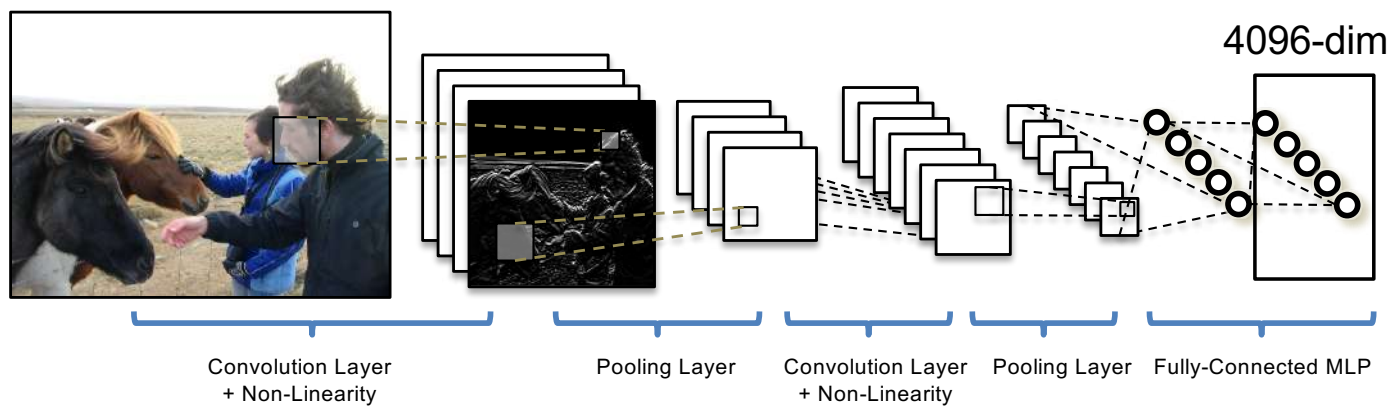 4096-dim
Convolution Layer
+ Non-Linearity
Pooling Layer
Convolution Layer
+ Non-Linearity
Pooling Layer
Fully-Connected MLP